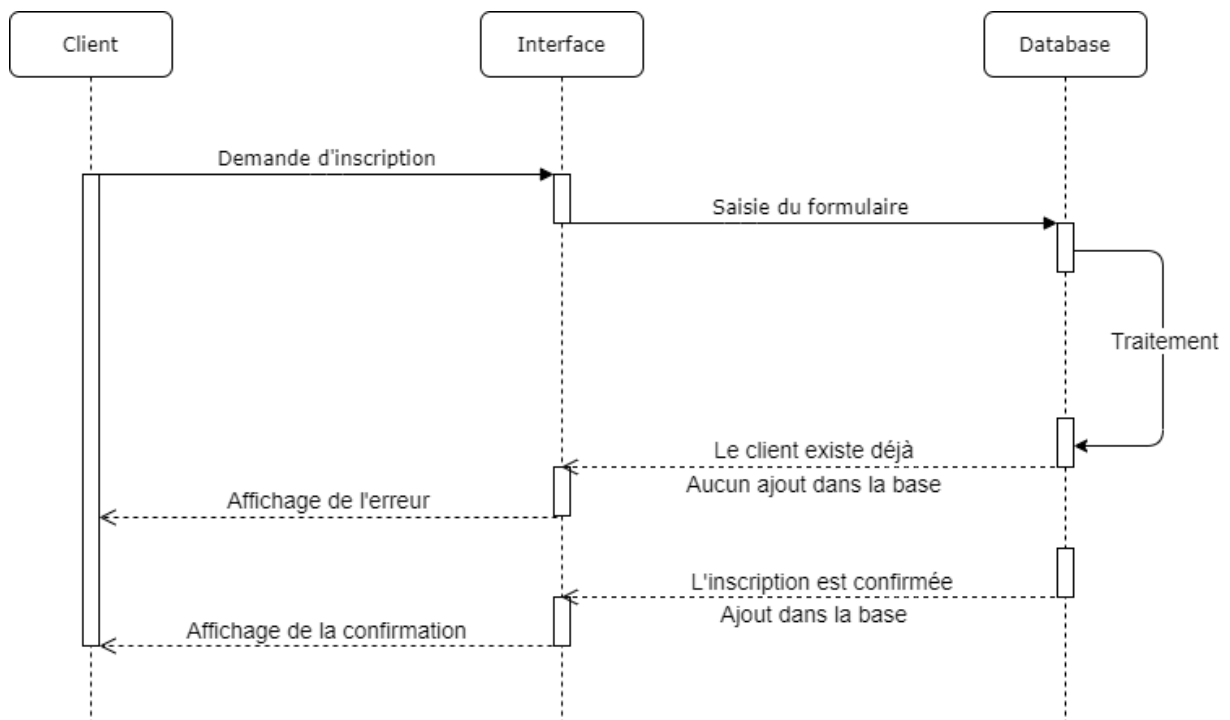 Client
Interface
Database
Demande d'inscription
Saisie du formulaire
Traitement
Le client existe déjà
Aucun ajout dans la base
Affichage de l'erreur
L'inscription est confirmée
Ajout dans la base
Affichage de la confirmation